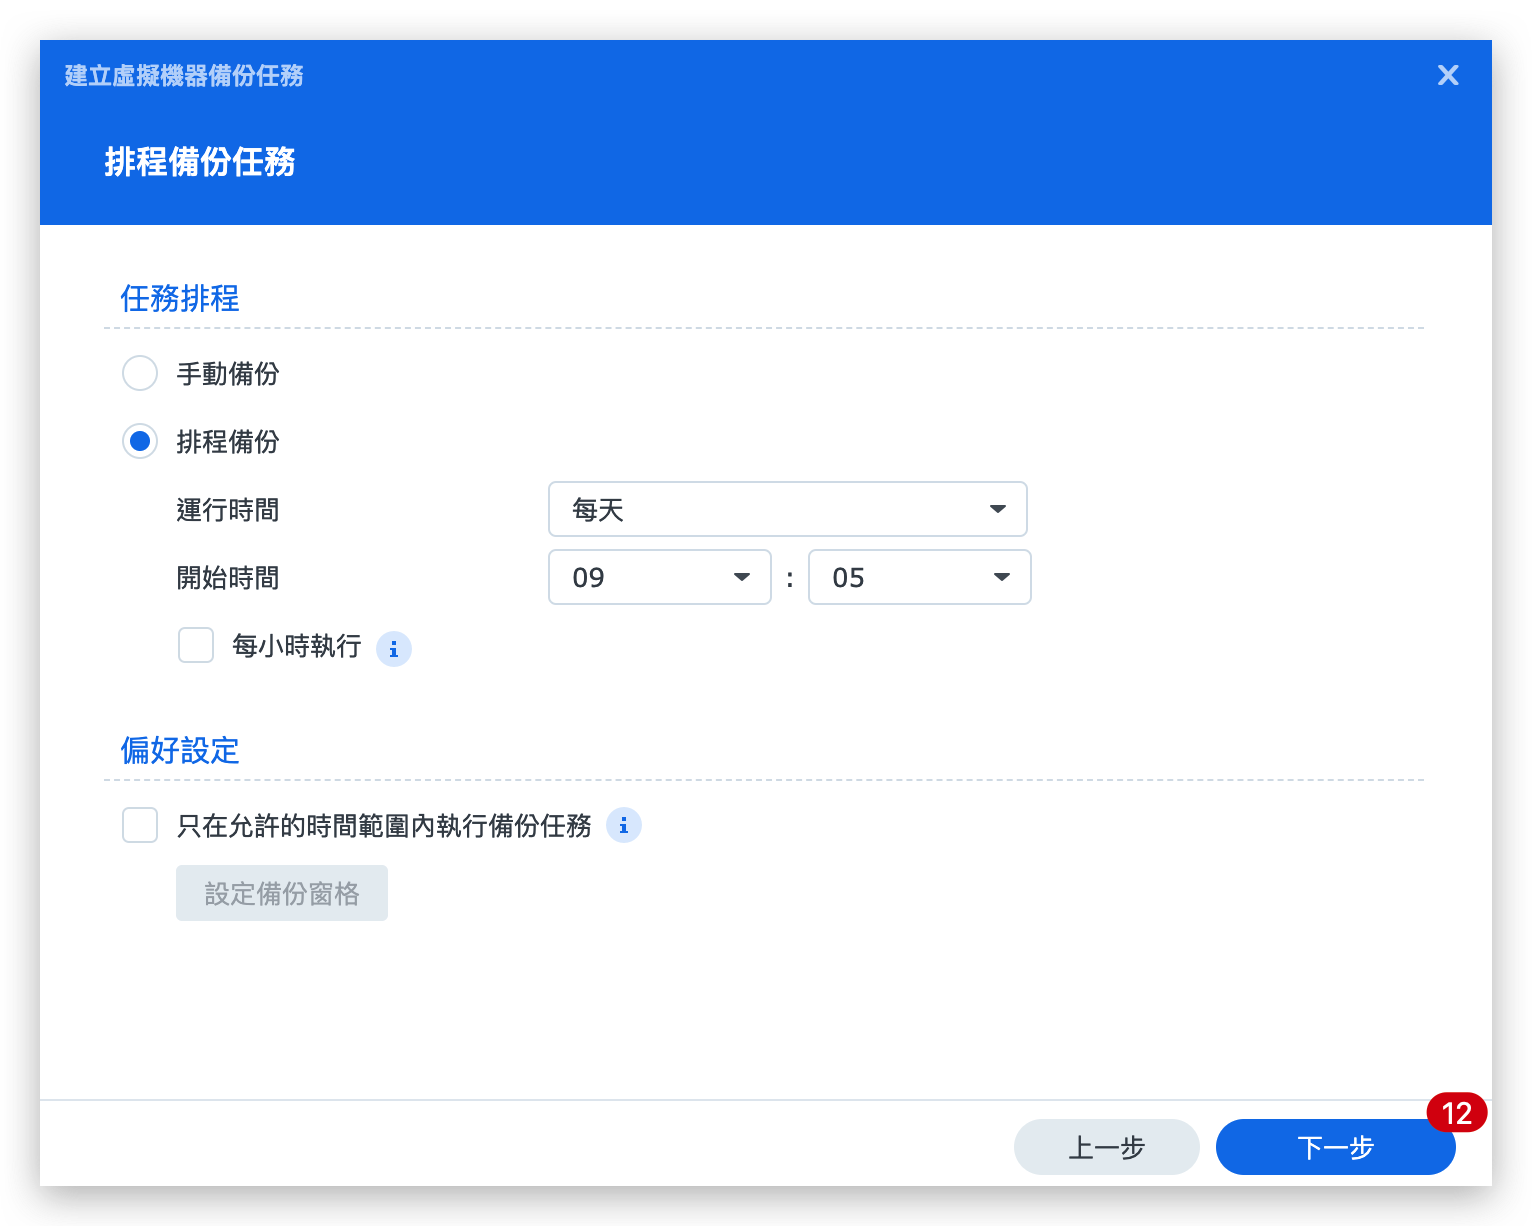 建立虛擬機器備份任務
排程備份任務
任務排程
手動備份
排程備份
運行時間 每天
開始時間 09 : 05
每小時執行
偏好設定
只在允許的時間範圍內執行備份任務
設定備份窗格
12
上一步 下一步